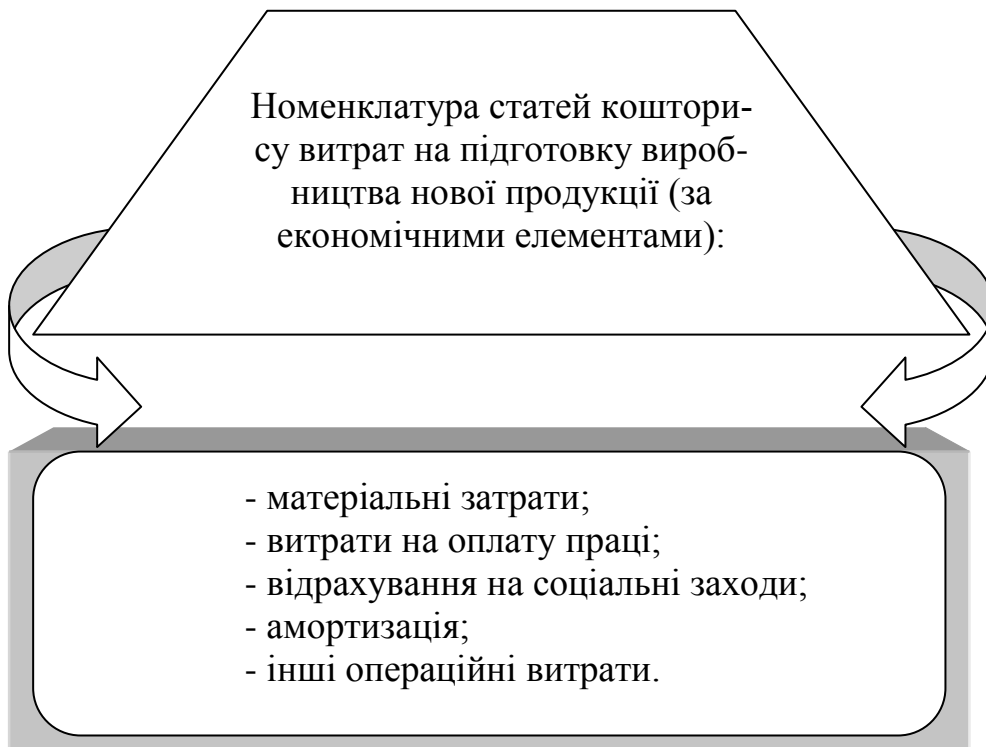 Номенклатура статей коштори-
су витрат на підготовку вироб-
ництва нової продукції (за
економічними елементами):
- матеріальні затрати;
- витрати на оплату праці;
- відрахування на соціальні заходи;
- амортизація;
- інші операційні витрати.